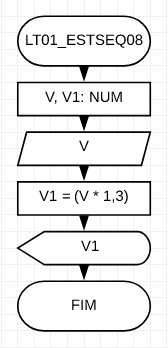 LT01_ESTSEQ08
V, V1: NUM
V
V1 = (V * 1,3)
V1
FIM